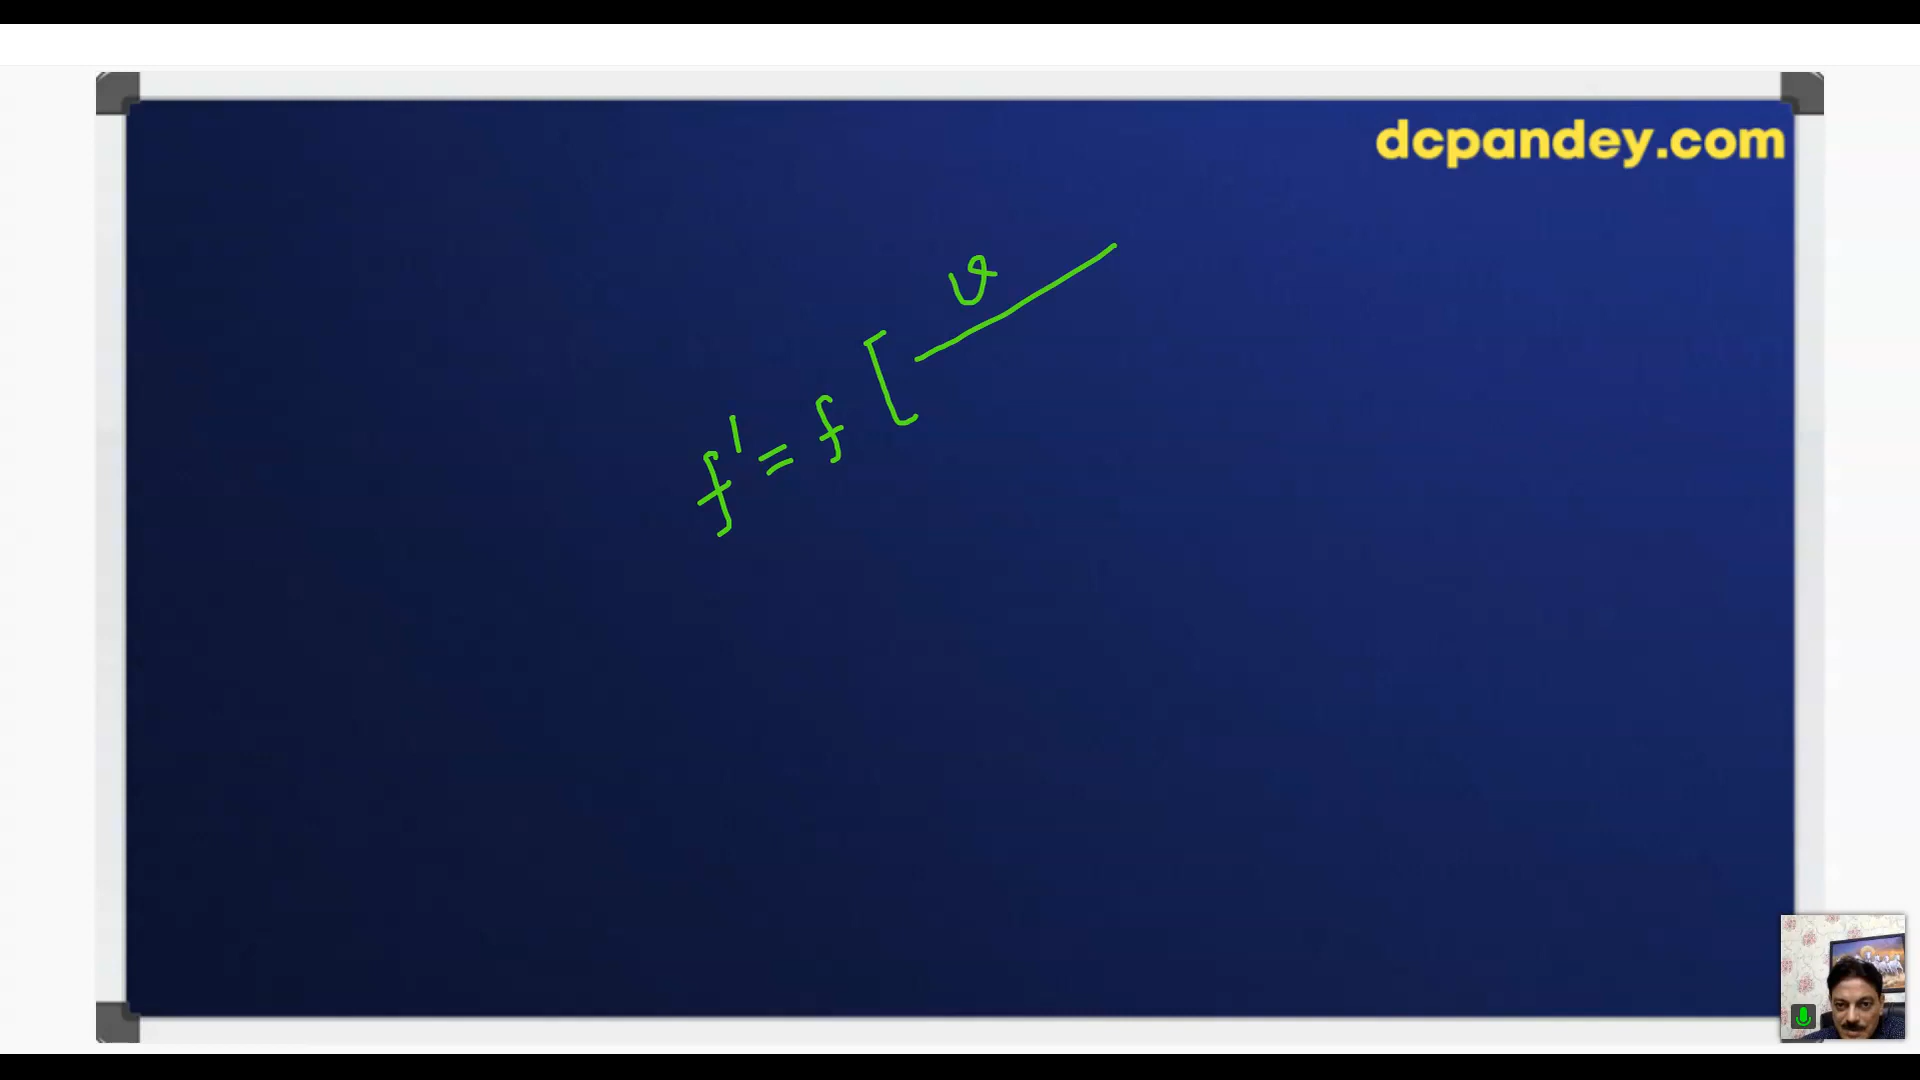 dcpandey.com
v
f' = f [